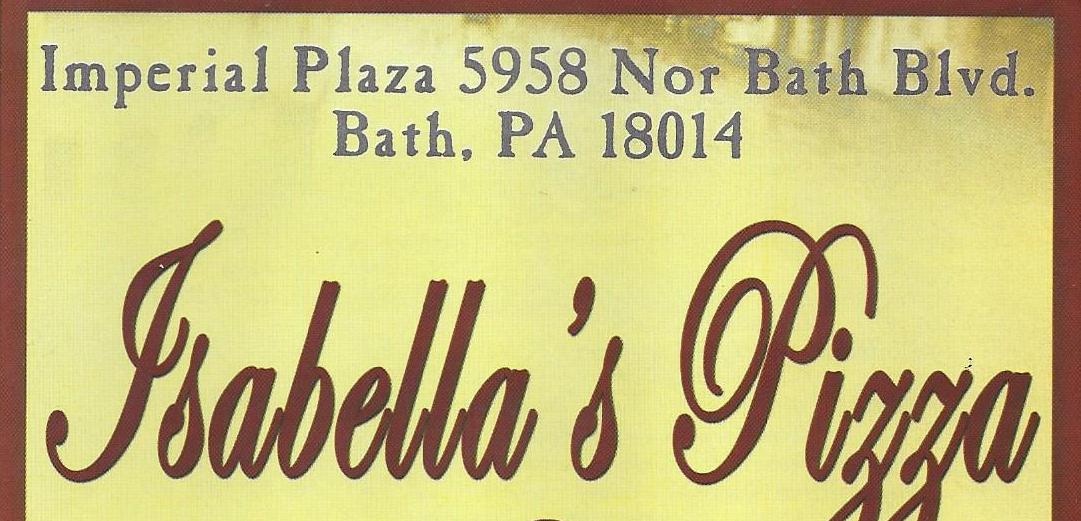 Imperial Plaza 5958 Nor Bath Blvd.
Bath, PA 18014
Isabella's Pizza